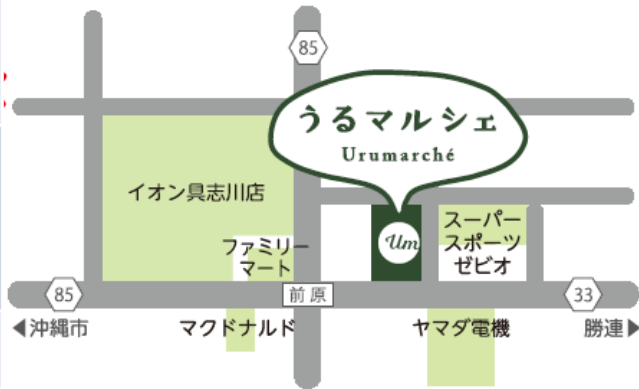 85
うるマルシェ
Urumarché
イオン具志川店
ファミリー
マート
Um
スーパー
スポーツ
ゼビオ
85
前原
33
◀沖縄市
マクドナルド
ヤマダ電機
勝連▶